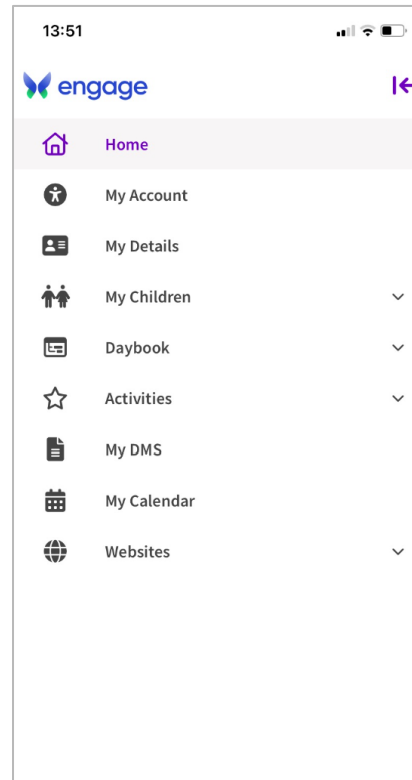 13:51
engage
Home
My Account
My Details
My Children
Daybook
Activities
My DMS
My Calendar
Websites